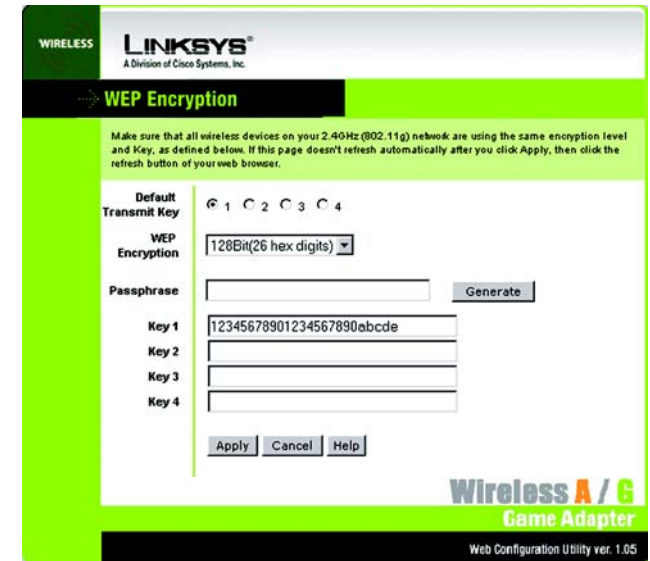 WIRELESS
LINKSYS®
A Division of Cisco Systems, Inc.
WEP Encryption
Make sure that all wireless devices on your 2.4GHz (802.11g) network are using the same encryption level
and Key, as defined below. If this page doesn't refresh automatically after you click Apply, then click the
refresh button of your web browser.
Default
Transmit Key
1 2 3 4
WEP
Encryption
128Bit(26 hex digits)
Passphrase
Generate
Key 1
12345678901234567890abcde
Key 2
Key 3
Key 4
Apply Cancel Help
Wireless A / G
Game Adapter
Web Configuration Utility ver. 1.05